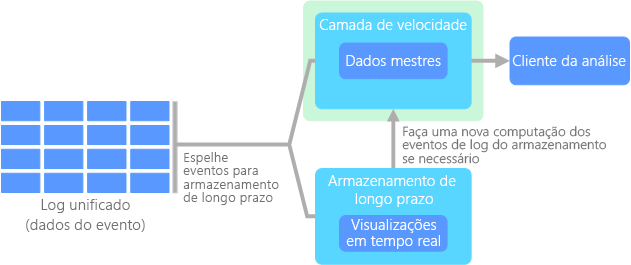 Camada de velocidade
Dados mestres
Cliente da análise
Faça uma nova computação dos
eventos de log do armazenamento
se necessário
Espelhe
eventos para
armazenamento
de longo prazo
Log unificado
(dados do evento)
Armazenamento de
longo prazo
Visualizações
em tempo real